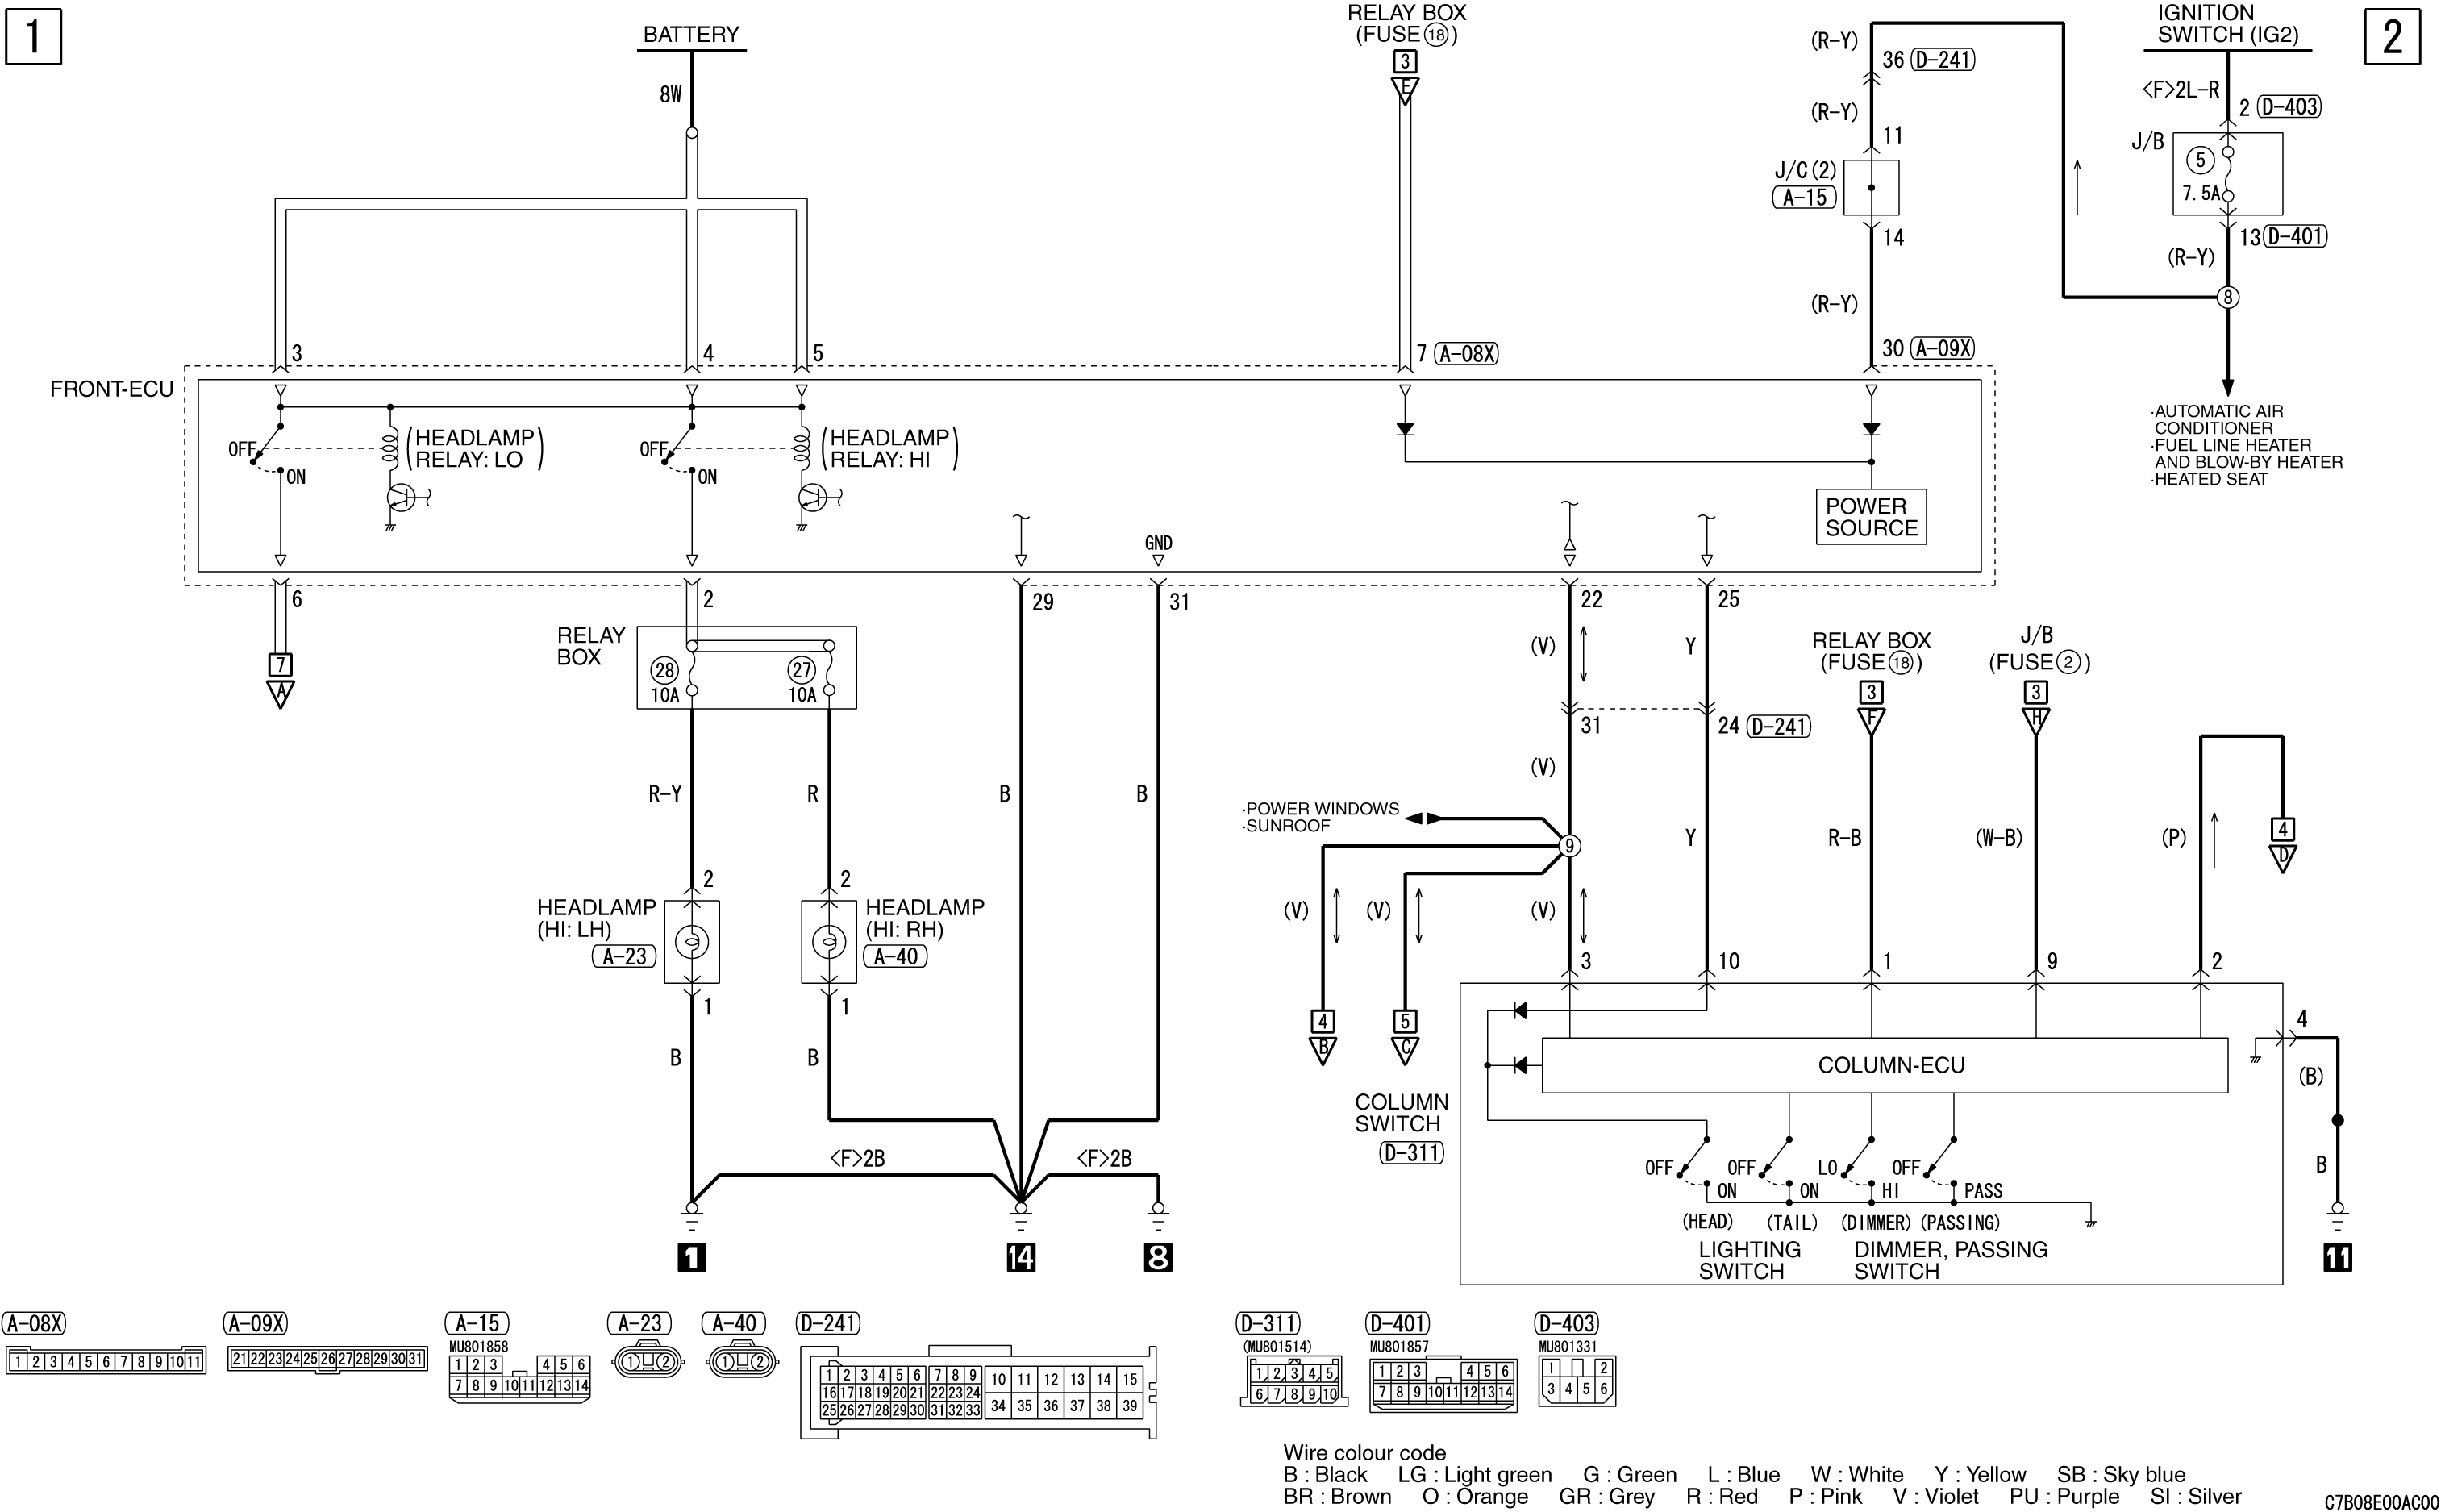 1
BATTERY
8W
RELAY BOX
(FUSE 18)
3
E
(R-Y)
36 (D-241)
(R-Y)
11
J/C(2)
A-15
14
(R-Y)
30 (A-09X)
IGNITION
SWITCH (IG2)
2
<F>2L-R
2 (D-403)
J/B
5
7.5A
13 (D-401)
(R-Y)
8
·AUTOMATIC AIR
CONDITIONER
·FUEL LINE HEATER
AND BLOW-BY HEATER
·HEATED SEAT
3
4
5
7 (A-08X)
FRONT-ECU
OFF
ON
(HEADLAMP
RELAY: LO)
OFF
ON
(HEADLAMP
RELAY: HI)
GND
POWER
SOURCE
6
2
29
31
22
25
7
A
RELAY
BOX
28
10A
27
10A
(V)
Y
31
24 (D-241)
(V)
RELAY BOX
(FUSE 18)
3
F
J/B
(FUSE 2)
3
H
R-Y
R
B
B
·POWER WINDOWS
·SUNROOF
9
Y
R-B
(W-B)
(P)
4
D
2
2
HEADLAMP
(HI: LH)
A-23
HEADLAMP
(HI: RH)
A-40
1
1
B
B
(V)
(V)
(V)
3
10
1
9
2
4
B
5
C
4
(B)
B
11
COLUMN-ECU
COLUMN
SWITCH
D-311
OFF
ON
OFF
ON
LO
HI
OFF
PASS
(HEAD)
(TAIL)
(DIMMER)
(PASSING)
LIGHTING
SWITCH
DIMMER, PASSING
SWITCH
<F>2B
<F>2B
1
14
8
A-08X
1 2 3 4 5 6 7 8 9 10 11
A-09X
21 22 23 24 25 26 27 28 29 30 31
A-15
MU801858
1 2 3 4 5 6
7 8 9 10 11 12 13 14
A-23
1 2
A-40
1 2
D-241
1 2 3 4 5 6 7 8 9 10 11 12 13 14 15
16 17 18 19 20 21 22 23 24
25 26 27 28 29 30 31 32 33 34 35 36 37 38 39
D-311
(MU801514)
1 2 3 4 5
6 7 8 9 10
D-401
MU801857
1 2 3 4 5 6
7 8 9 10 11 12 13 14
D-403
MU801331
1 2
3 4 5 6
Wire colour code
B : Black LG : Light green G : Green L : Blue W : White Y : Yellow SB : Sky blue
BR : Brown O : Orange GR : Grey R : Red P : Pink V : Violet PU : Purple SI : Silver
C7B08E00AC00